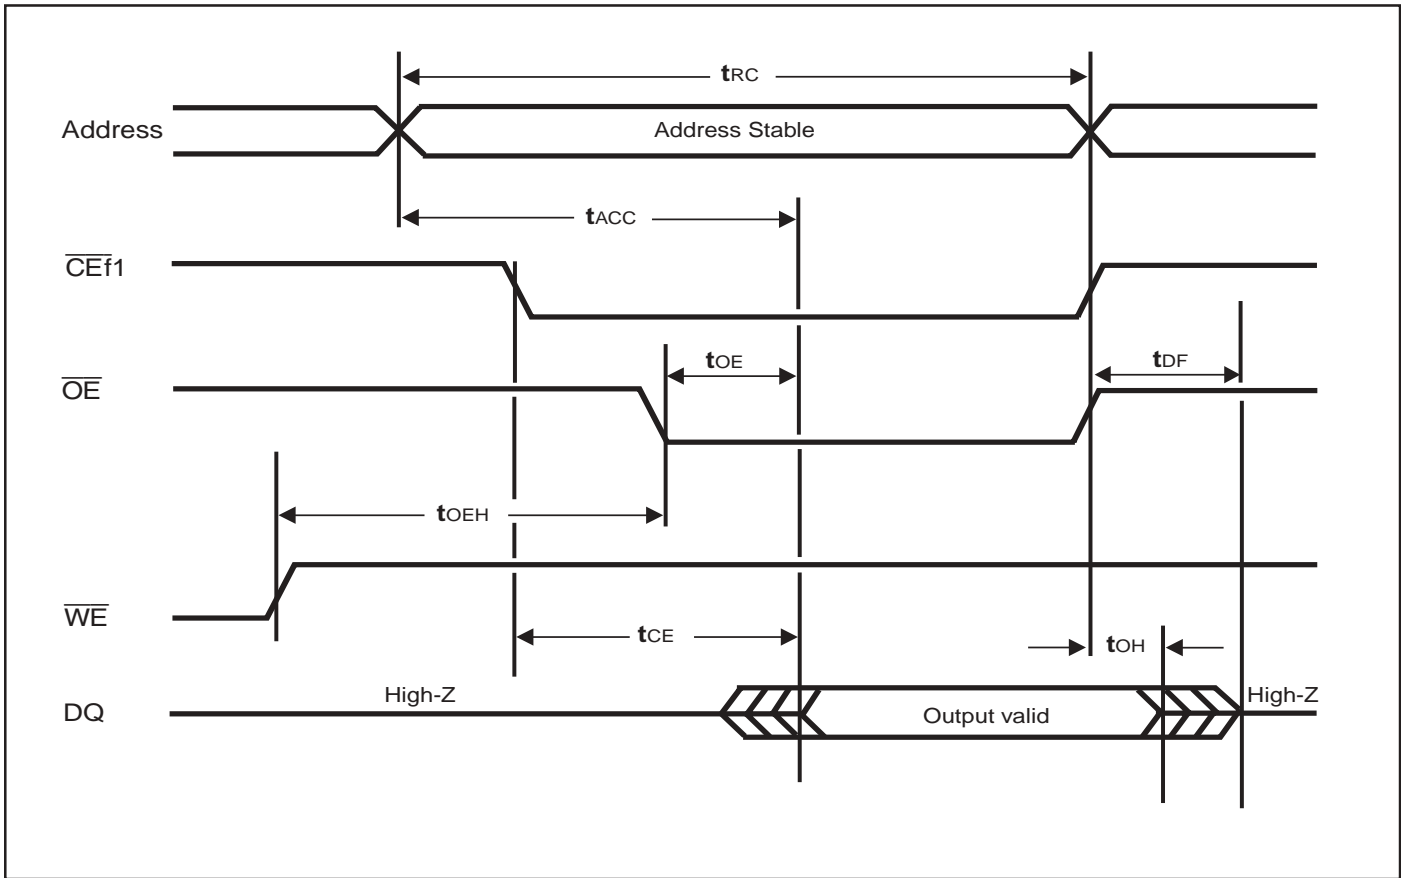 tRC
Address
Address Stable
tACC
CEf1
tOE
tDF
OE
tOEH
WE
tCE
tOH
High-Z
High-Z
DQ
Output valid